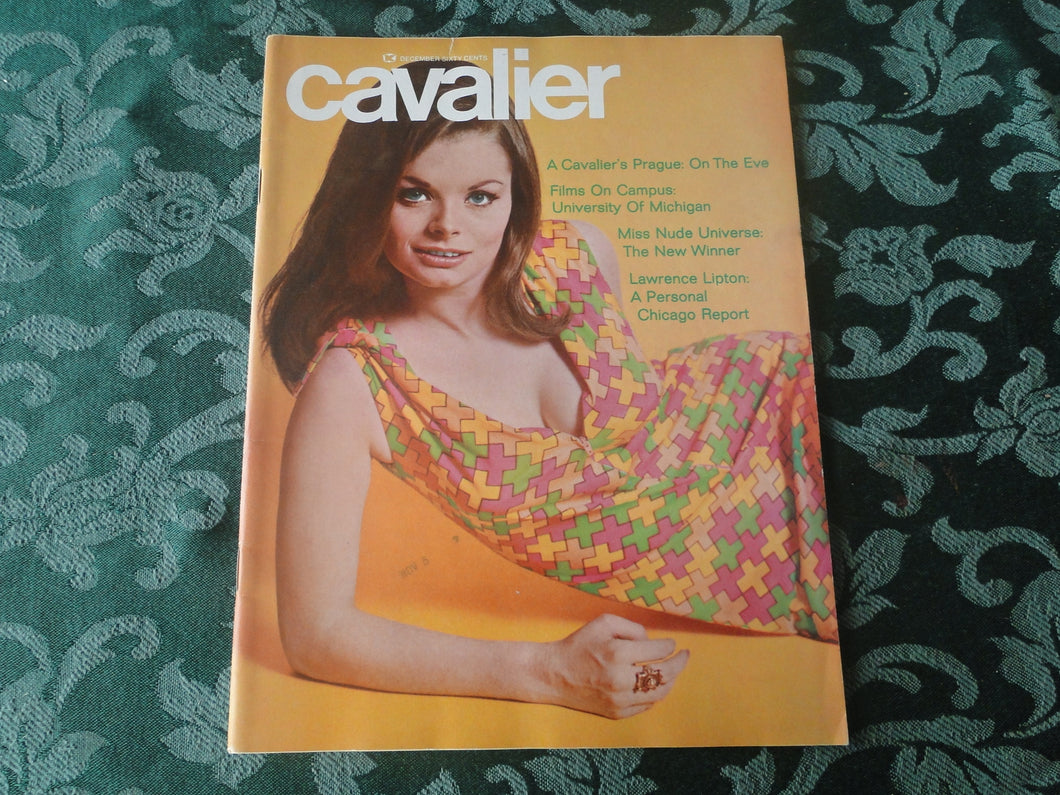 DECEMBER SIXTY CENTS
cavalier
A Cavalier's Prague: On The Eve
Films On Campus:
University Of Michigan
Miss Nude Universe:
The New Winner
Lawrence Lipton:
A Personal
Chicago Report
NOV 5